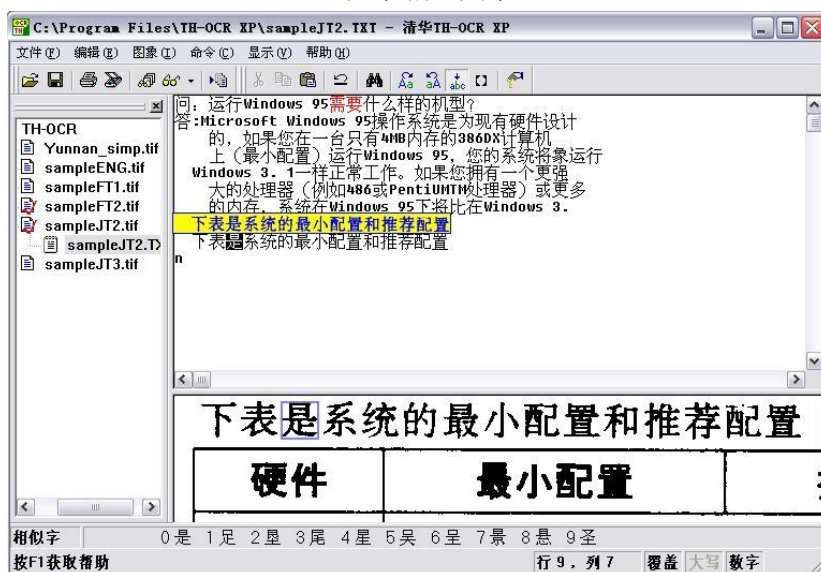 C:\Program Files\TH-OCR XP\sampleJT2.TXT - 清华TH-OCR XP
文件(F) 编辑(E) 图象(I) 命令(C) 显示(V) 帮助(H)
TH-OCR
Yunnan_simp.tif
sampleENG.tif
sampleFT1.tif
sampleFT2.tif
sampleJT2.tif
sampleJT2.T
sampleJT3.tif
问：运行Windows 95需要什么样的机型?
答:Microsoft Windows 95操作系统是为现有硬件设计
的，如果您在一台只有4MB内存的386DX计算机
上（最小配置）运行Windows 95，您的系统将象运行
Windows 3. 1一样正常工作。如果您拥有一个更强
大的处理器（例如486或PentiUMTM处理器）或更多
的内存，系统在Windows 95下将比在Windows 3.
下表是系统的最小配置和推荐配置
下表是系统的最小配置和推荐配置
n
下表是系统的最小配置和推荐配置
硬件 最小配置
相似字 0是 1足 2垦 3尾 4星 5吴 6呈 7景 8悬 9圣
按F1获取帮助 行 9, 列 7 覆盖 大写 数字